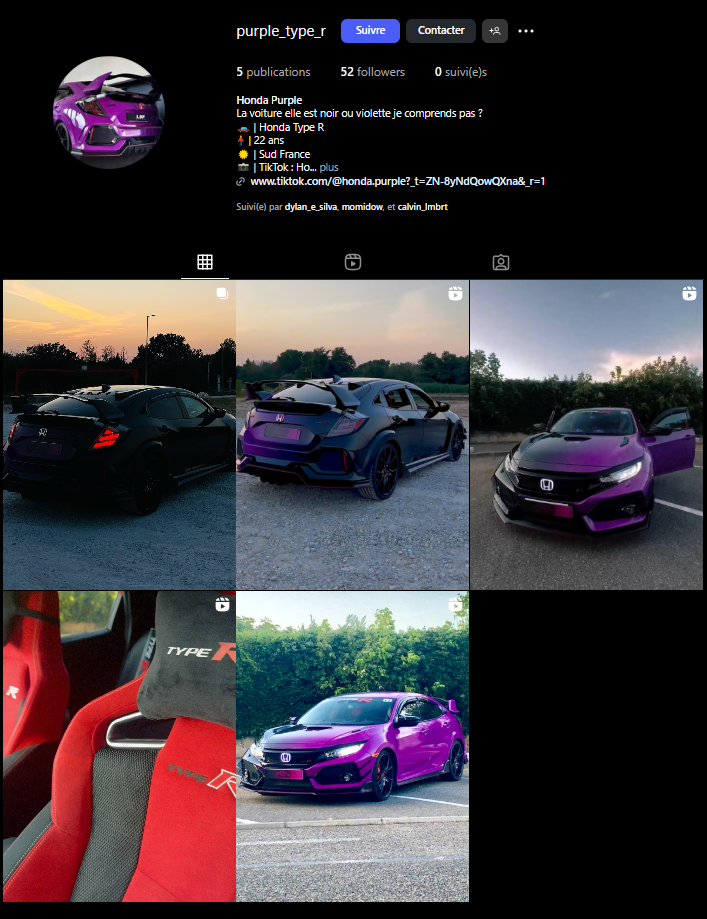 purple_type_r Suivre Contacter
5 publications 52 followers 0 suivi(e)s
Honda Purple
La voiture elle est noir ou violette je comprends pas ?
| Honda Type R
| 22 ans
| Sud France
| TikTok : Ho... plus
www.tiktok.com/@honda.purple?_t=ZN-8yNdQowQXna&_r=1
Suivi(e) par dylan_e_silva, momidow, et calvin_lmbrt
TYPE R
R
TYPE R